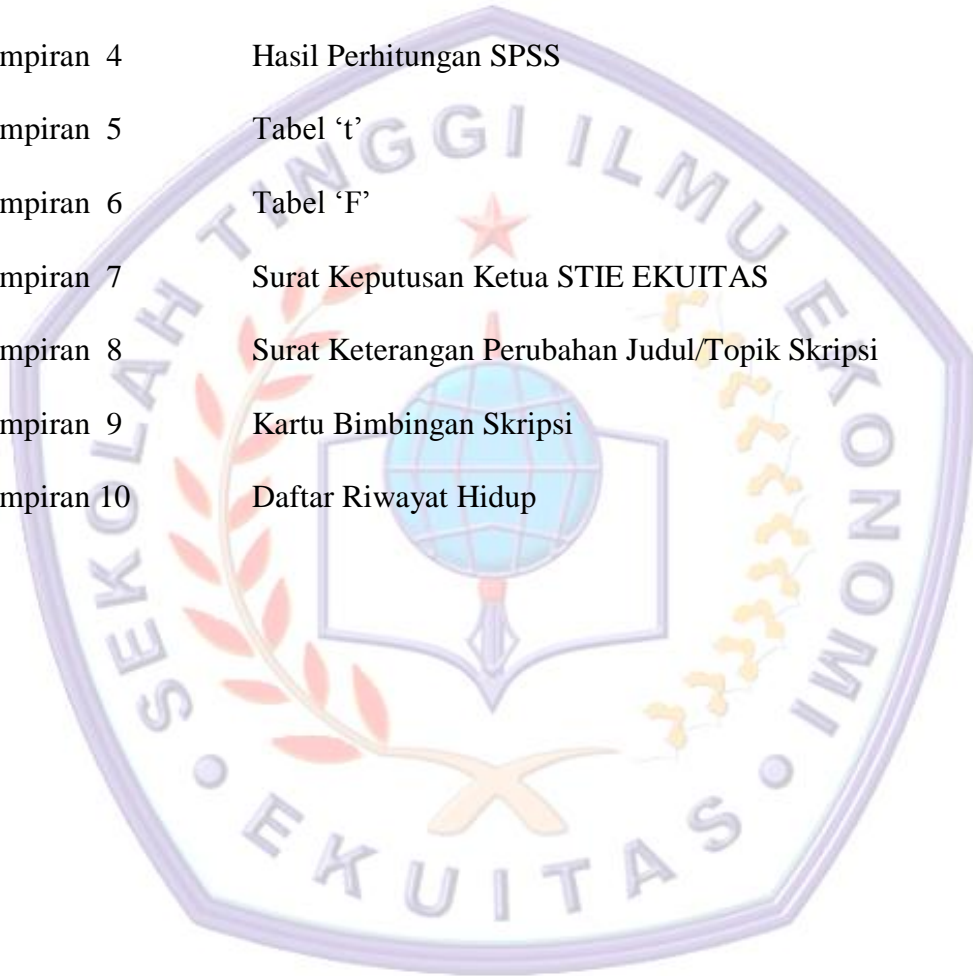 mpiran 4 Hasil Perhitungan SPSS
mpiran 5 Tabel ‘t’
mpiran 6 Tabel ‘F’
mpiran 7 Surat Keputusan Ketua STIE EKUITAS
mpiran 8 Surat Keterangan Perubahan Judul/Topik Skripsi
mpiran 9 Kartu Bimbingan Skripsi
mpiran 10 Daftar Riwayat Hidup
SEKOLAH TINGGI ILMU EKONOMI
• EKUITAS •